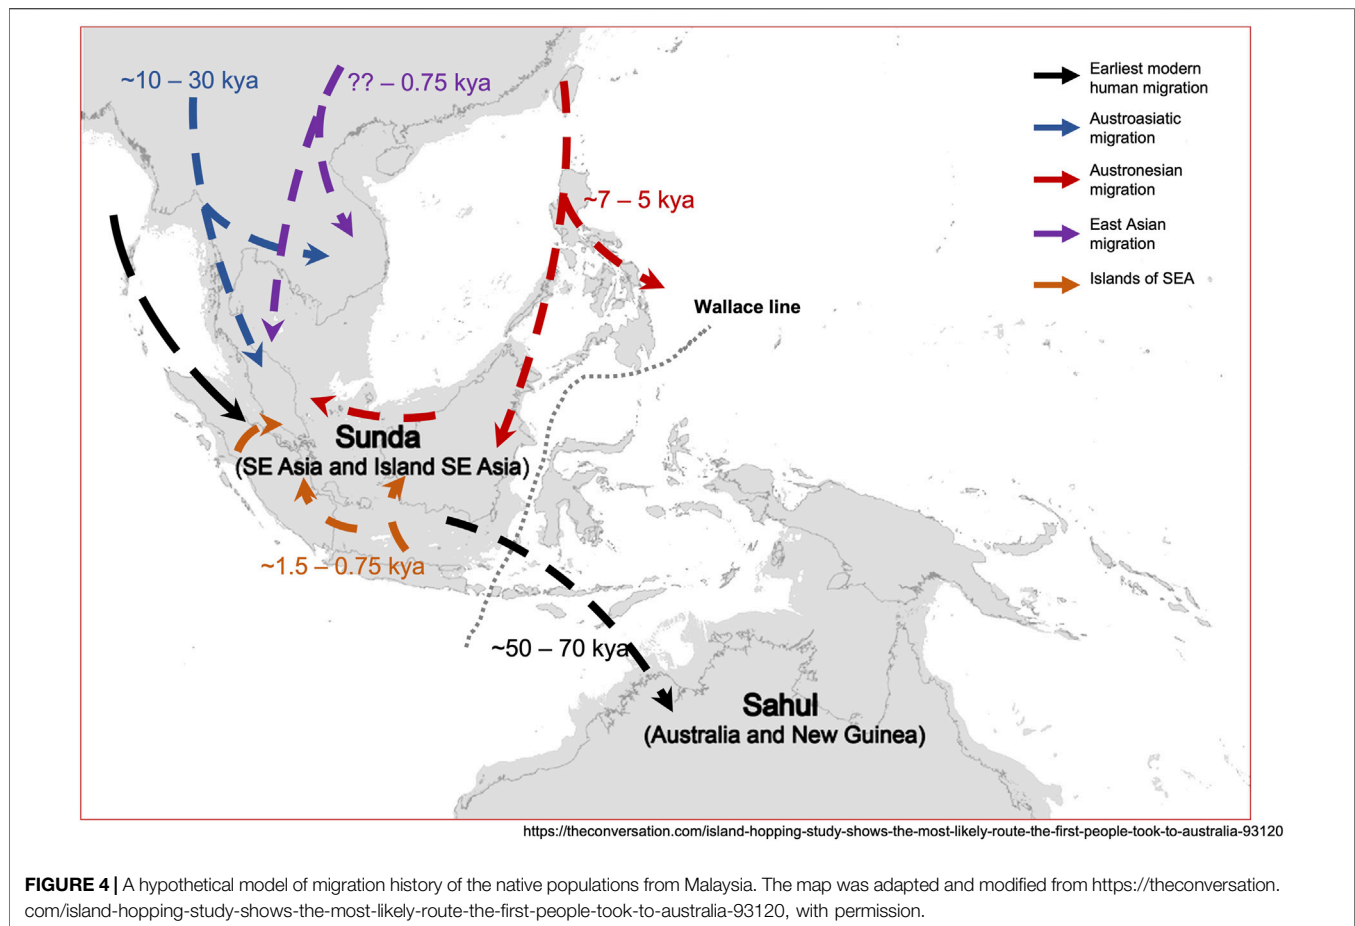 ~10 – 30 kya
?? – 0.75 kya
Earliest modern
human migration
Austroasiatic
migration
Austronesian
migration
East Asian
migration
Islands of SEA
~7 – 5 kya
Wallace line
Sunda
(SE Asia and Island SE Asia)
~1.5 – 0.75 kya
~50 – 70 kya
Sahul
(Australia and New Guinea)
https://theconversation.com/island-hopping-study-shows-the-most-likely-route-the-first-people-took-to-australia-93120
FIGURE 4 | A hypothetical model of migration history of the native populations from Malaysia. The map was adapted and modified from https://theconversation.
com/island-hopping-study-shows-the-most-likely-route-the-first-people-took-to-australia-93120, with permission.